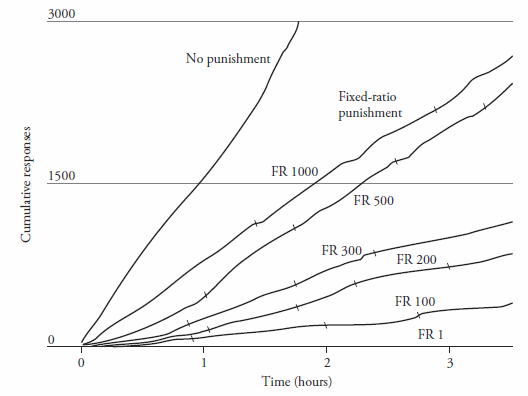 3000
No punishment
Fixed-ratio
punishment
FR 1000
1500
FR 500
FR 300
FR 200
FR 100
FR 1
0
0
1
2
3
Time (hours)
Cumulative responses